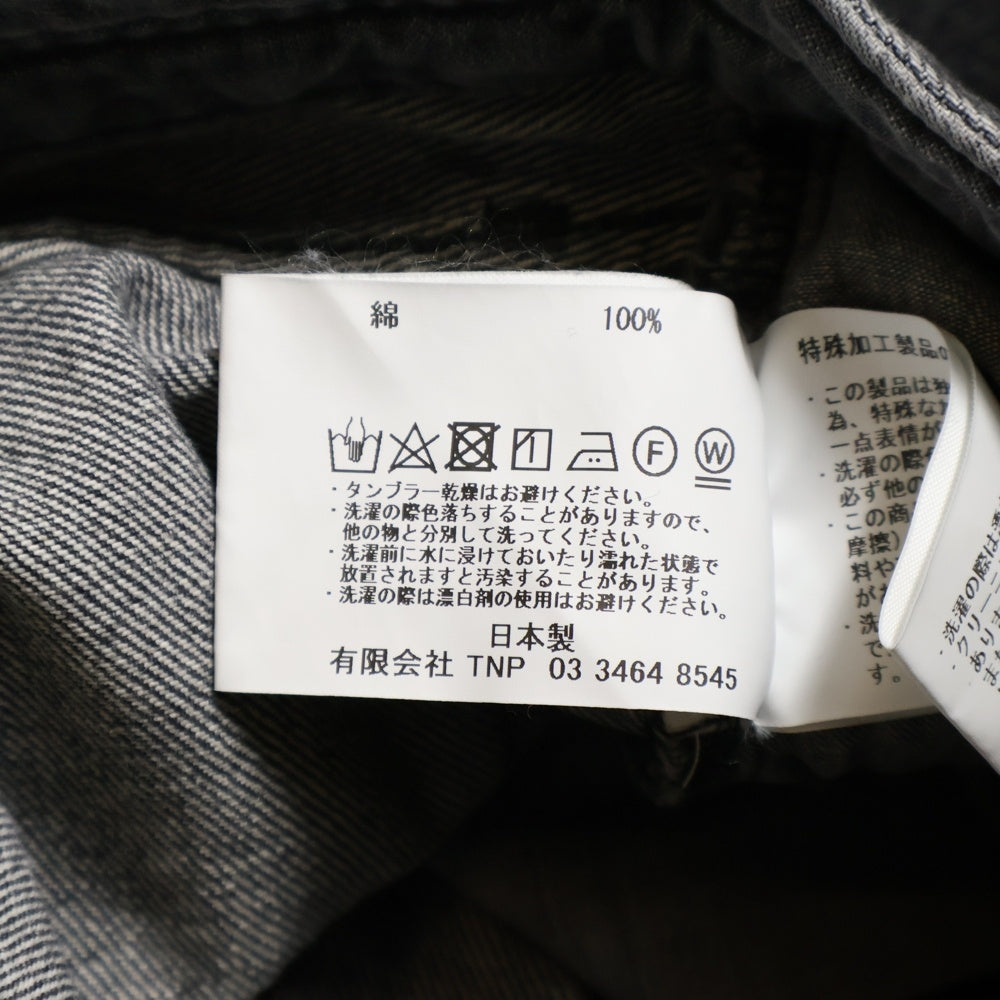 綿 100%
F W
・タンブラー乾燥はお避けください。
・洗濯の際色落ちすることがありますので、
他の物と分別して洗ってください。
・洗濯前に水に浸けておいたり濡れた状態で
放置されますと汚染することがあります。
・洗濯の際は漂白剤の使用はお避けください。
日本製
有限会社 TNP 03 3464 8545
特殊加工製品
・この製品は独
為、特殊な
一点表情が
・洗濯の際
必ず他の
・この商
摩擦)
料や
が
・洗
で
す。
・洗濯の際は
・クリーニ
あり
ま